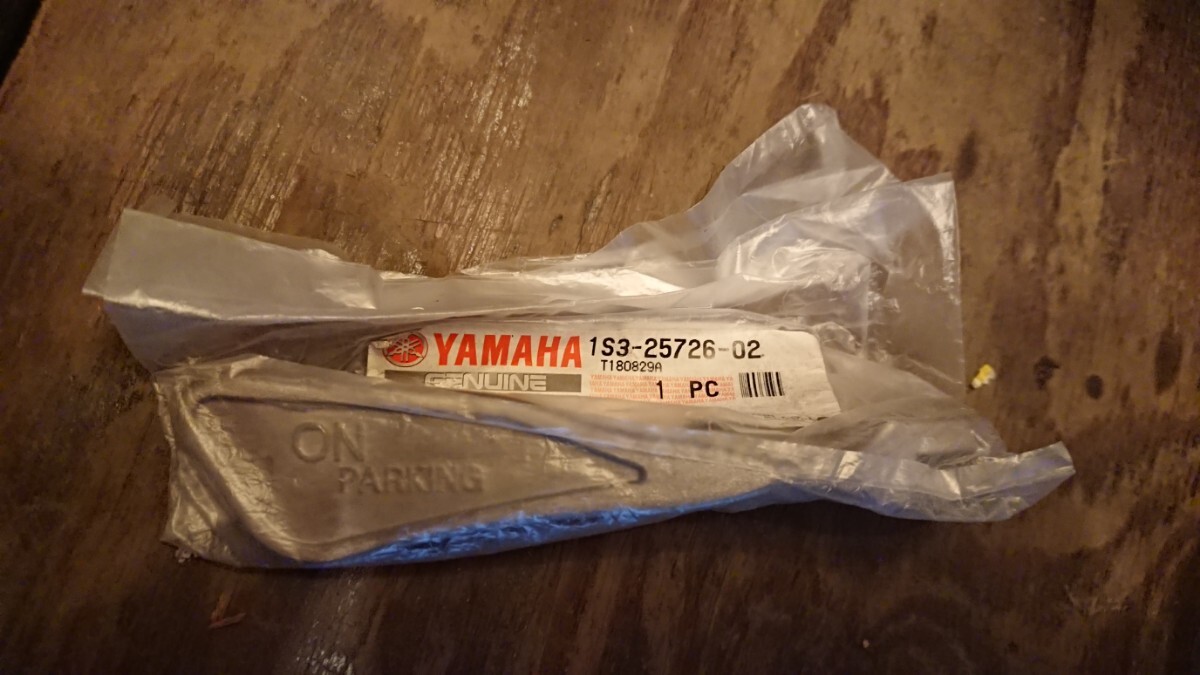 YAMAHA 1S3-25726-02
T180829A
GENUINE
1 PC
ON
PARKING